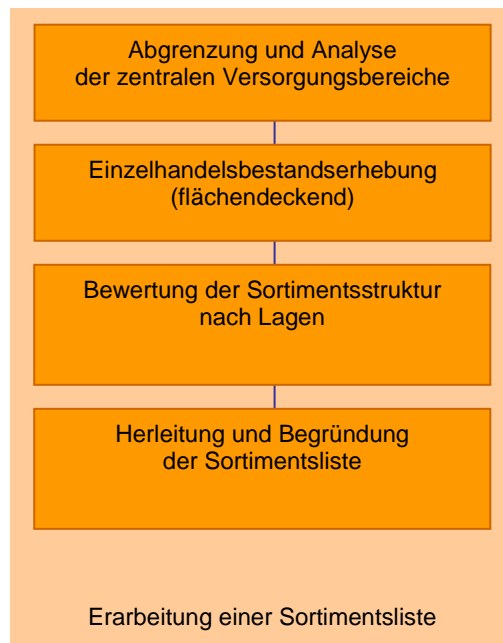 Abgrenzung und Analyse
der zentralen Versorgungsbereiche
Einzelhandelsbestandserhebung
(flächendeckend)
Bewertung der Sortimentsstruktur
nach Lagen
Herleitung und Begründung
der Sortimentsliste
Erarbeitung einer Sortimentsliste